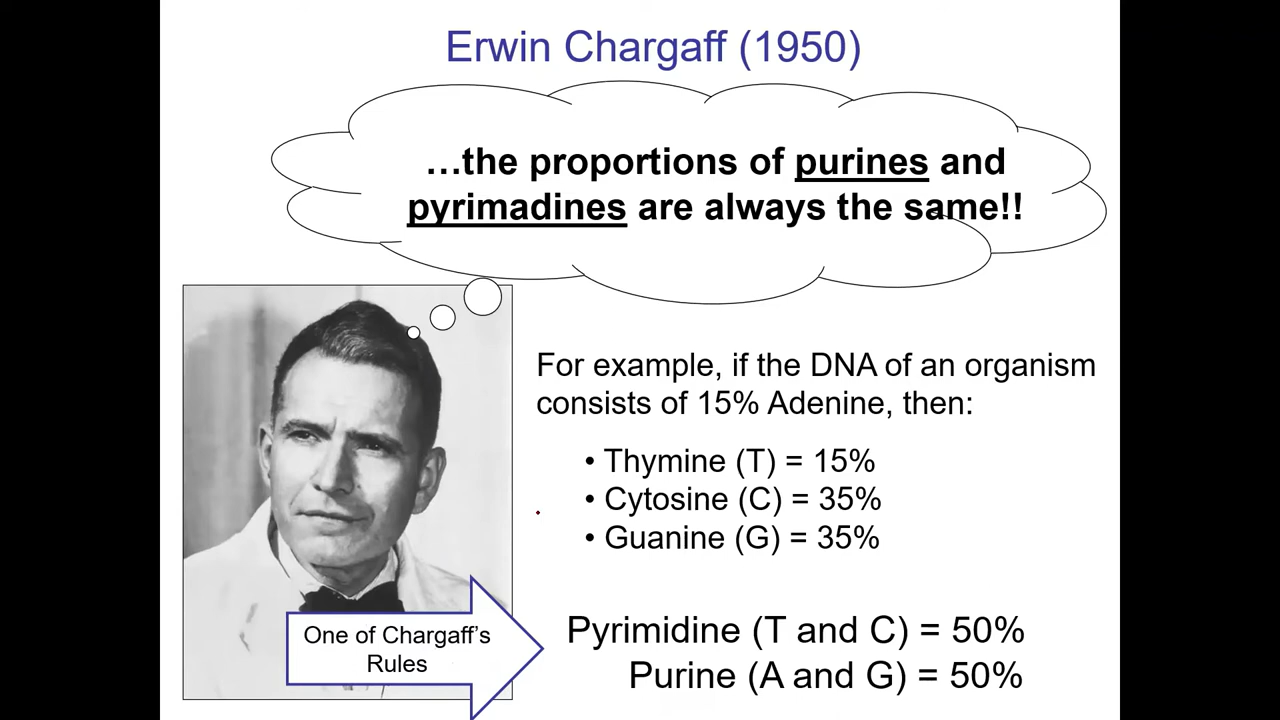 Erwin Chargaff (1950)
…the proportions of purines and
pyrimadines are always the same!!
For example, if the DNA of an organism
consists of 15% Adenine, then:
• Thymine (T) = 15%
• Cytosine (C) = 35%
• Guanine (G) = 35%
One of Chargaff’s
Rules
Pyrimidine (T and C) = 50%
Purine (A and G) = 50%